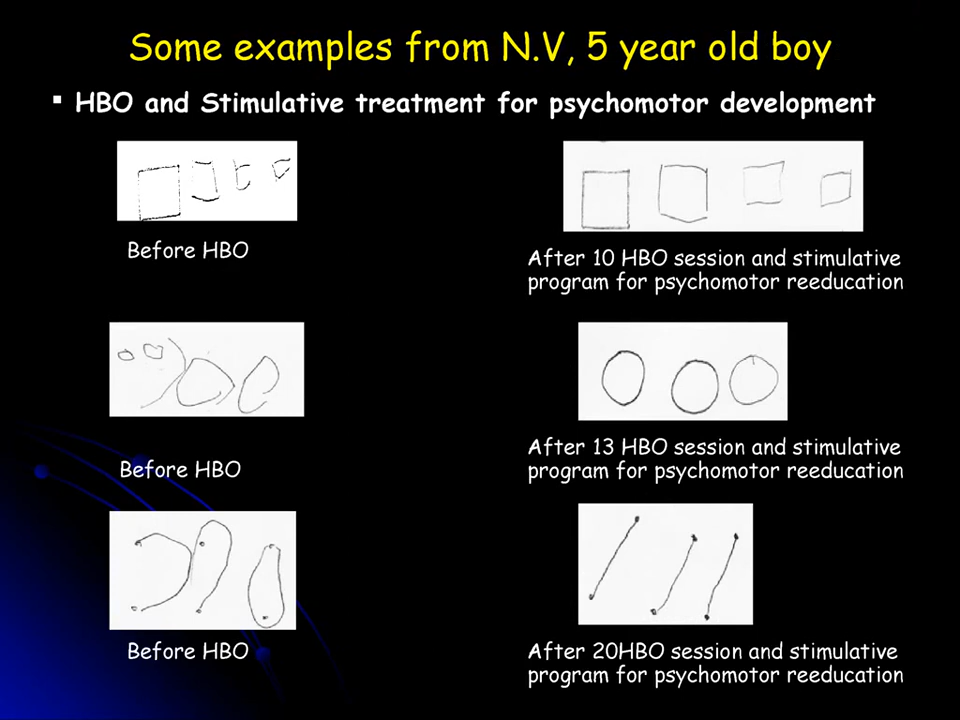 Some examples from N.V, 5 year old boy
▪ HBO and Stimulative treatment for psychomotor development
Before HBO
After 10 HBO session and stimulative
program for psychomotor reeducation
Before HBO
After 13 HBO session and stimulative
program for psychomotor reeducation
Before HBO
After 20HBO session and stimulative
program for psychomotor reeducation